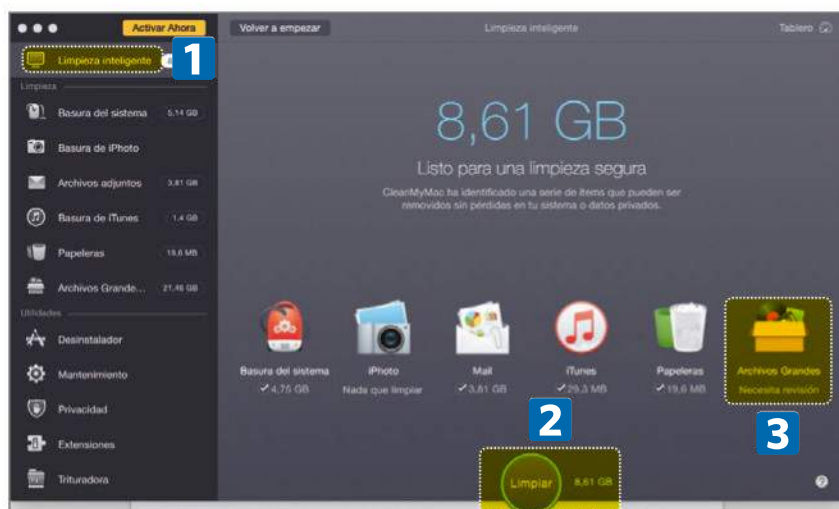 Activar Ahora
Volver a empezar
Limpieza inteligente
Tablero
Limpieza inteligente
1
Limpieza
Basura del sistema 5,14 GB
Basura de iPhoto
Archivos adjuntos 3,81 GB
Basura de iTunes 1,4 GB
Papeleras 19,6 MB
Archivos Grande... 21,46 GB
Utilidades
Desinstalador
Mantenimiento
Privacidad
Extensiones
Trituradora
8,61 GB
Listo para una limpieza segura
CleanMyMac ha identificado una serie de ítems que pueden ser
removidos sin pérdidas en tu sistema o datos privados.
Basura del sistema
4,75 GB
iPhoto
Nada que limpiar
Mail
3,81 GB
iTunes
29,3 MB
Papeleras
19,6 MB
Archivos Grandes
Necesita revisión
2
3
Limpiar 8,61 GB
?